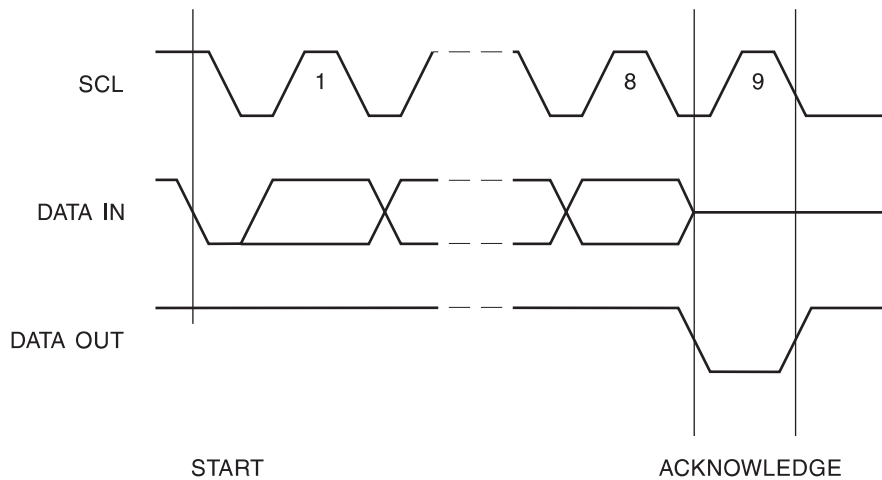 SCL
1
8
9
DATA IN
DATA OUT
START
ACKNOWLEDGE